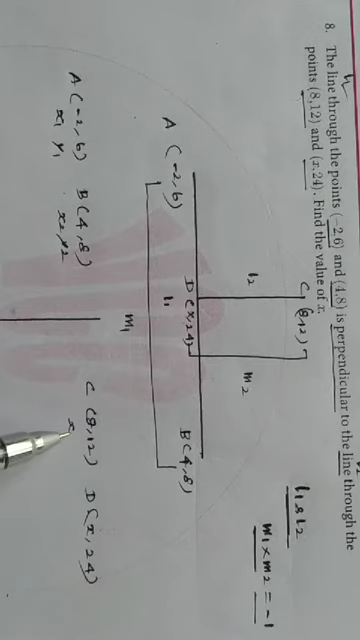 8. The line through the points (−2,6) and (4,8) is perpendicular to the line through the
points (8,12) and (x,24). Find the value of x.
l1 & l2
m1 × m2 = −1
C (8,12)
l2
m2
A (−2,6)
D (x,24)
B (4,8)
l1
m1
A (−2,6) B (4,8)
x1 y1 x2 y2
C (8,12) D (x, 24)
x